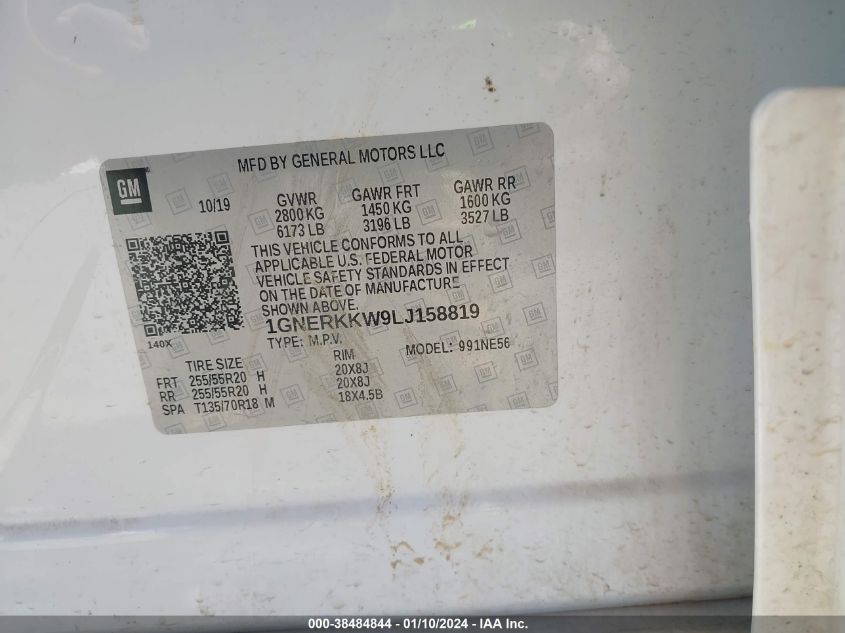 MFD BY GENERAL MOTORS LLC
GM
10/19
GVWR GAWR FRT GAWR RR
2800 KG 1450 KG 1600 KG
6173 LB 3196 LB 3527 LB
THIS VEHICLE CONFORMS TO ALL
APPLICABLE U.S. FEDERAL MOTOR
VEHICLE SAFETY STANDARDS IN EFFECT
ON THE DATE OF MANUFACTURE
SHOWN ABOVE.
140X
1GNERKKW9LJ158819
TYPE: M.P.V. MODEL: 991NE56
TIRE SIZE RIM
FRT 255/55R20 H 20X8J
RR 255/55R20 H 20X8J
SPA T135/70R18 M 18X4.5B
000-38484844 - 01/10/2024 - IAA Inc.